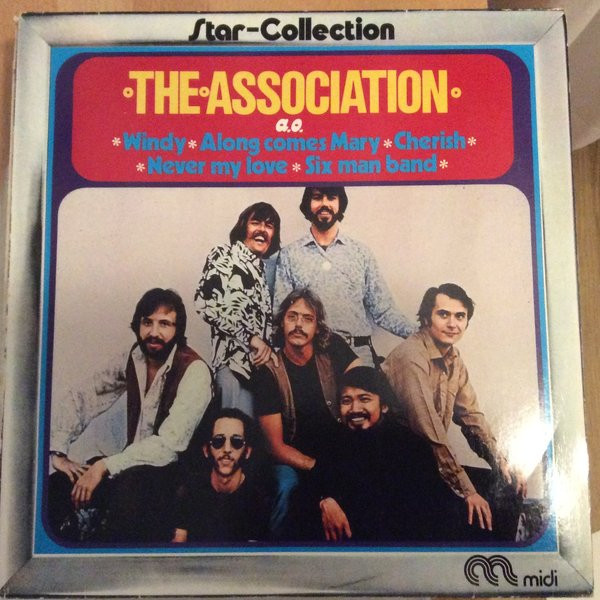 Star-Collection
•THE•ASSOCIATION•
a.o.
*Windy*Along comes Mary*Cherish*
*Never my love*Six man band*
midi